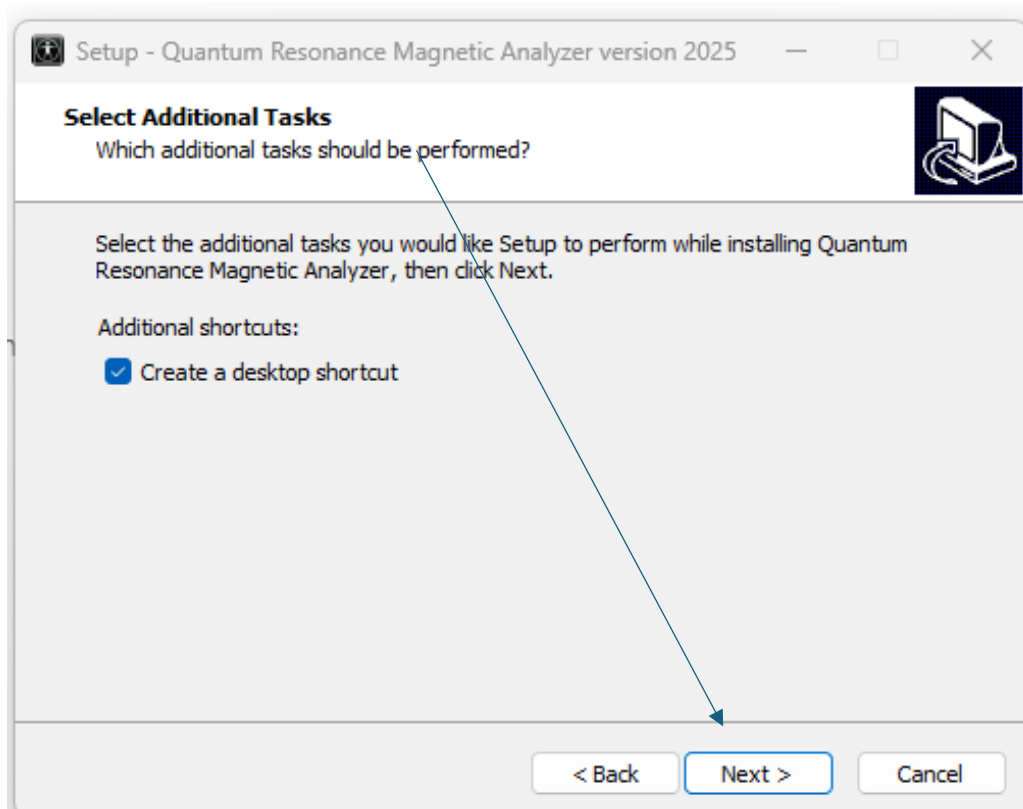 Setup - Quantum Resonance Magnetic Analyzer version 2025
Select Additional Tasks
Which additional tasks should be performed?
Select the additional tasks you would like Setup to perform while installing Quantum
Resonance Magnetic Analyzer, then click Next.
Additional shortcuts:
Create a desktop shortcut
< Back Next > Cancel